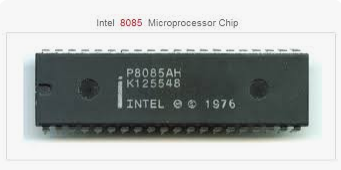 Intel 8085 Microprocessor Chip
P8085AH
K125548
INTEL © © 1976